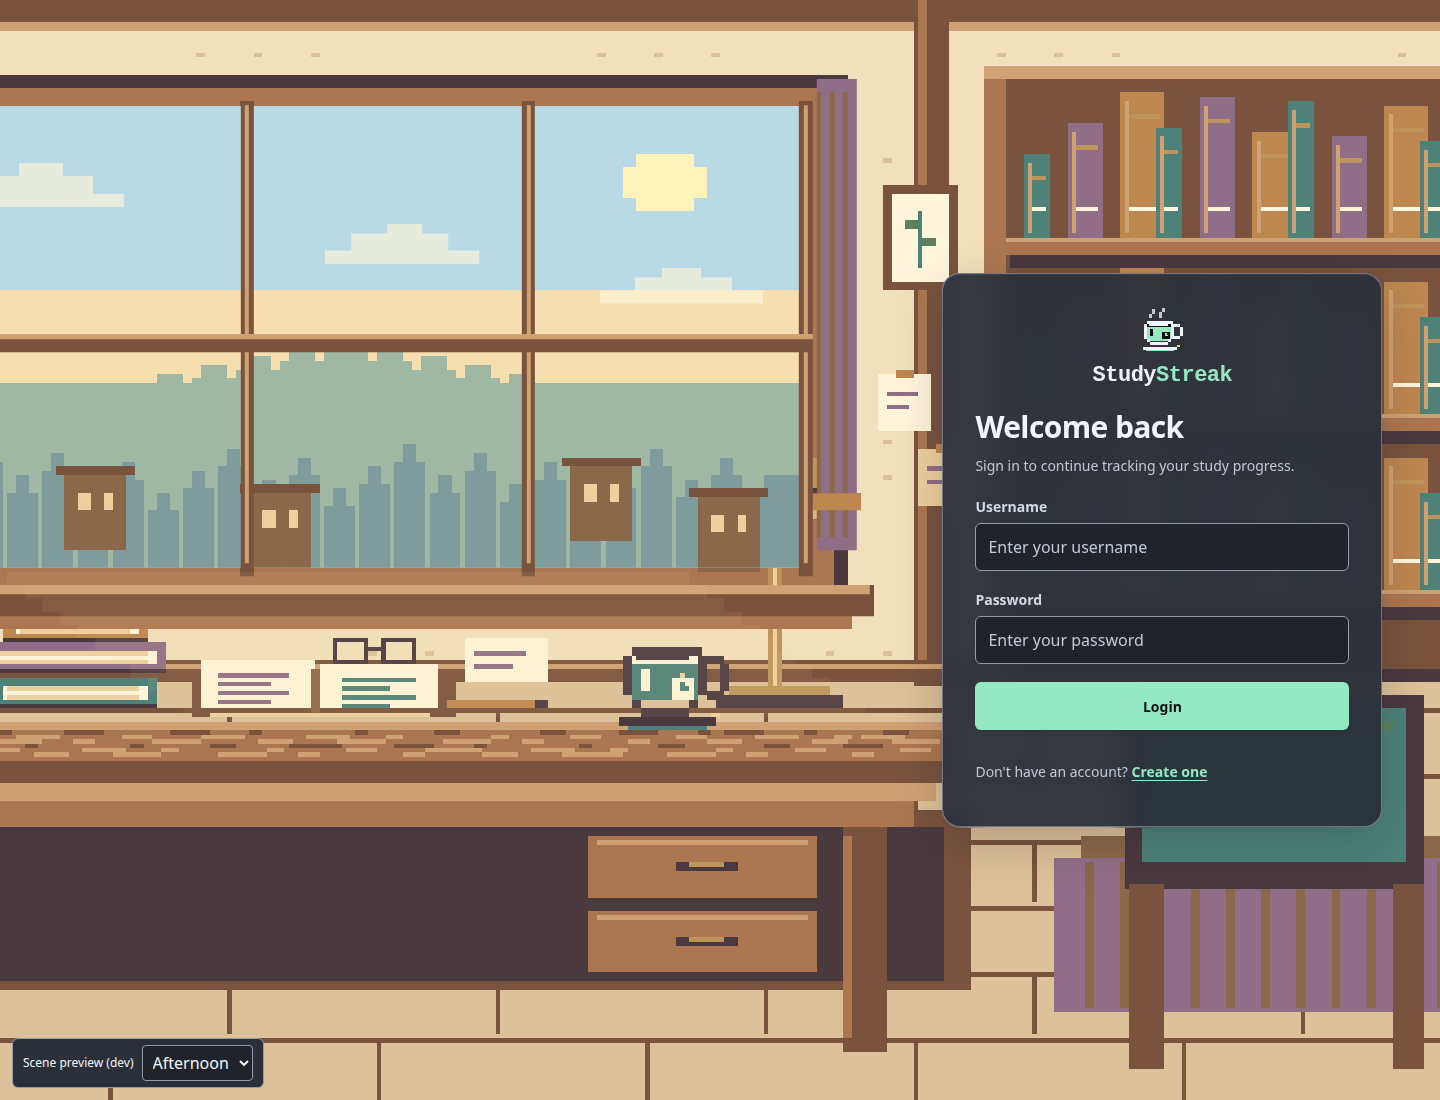 StudyStreak
Welcome back
Sign in to continue tracking your study progress.
Username
Enter your username
Password
Enter your password
Login
Don't have an account? Create one
Scene preview (dev) Afternoon